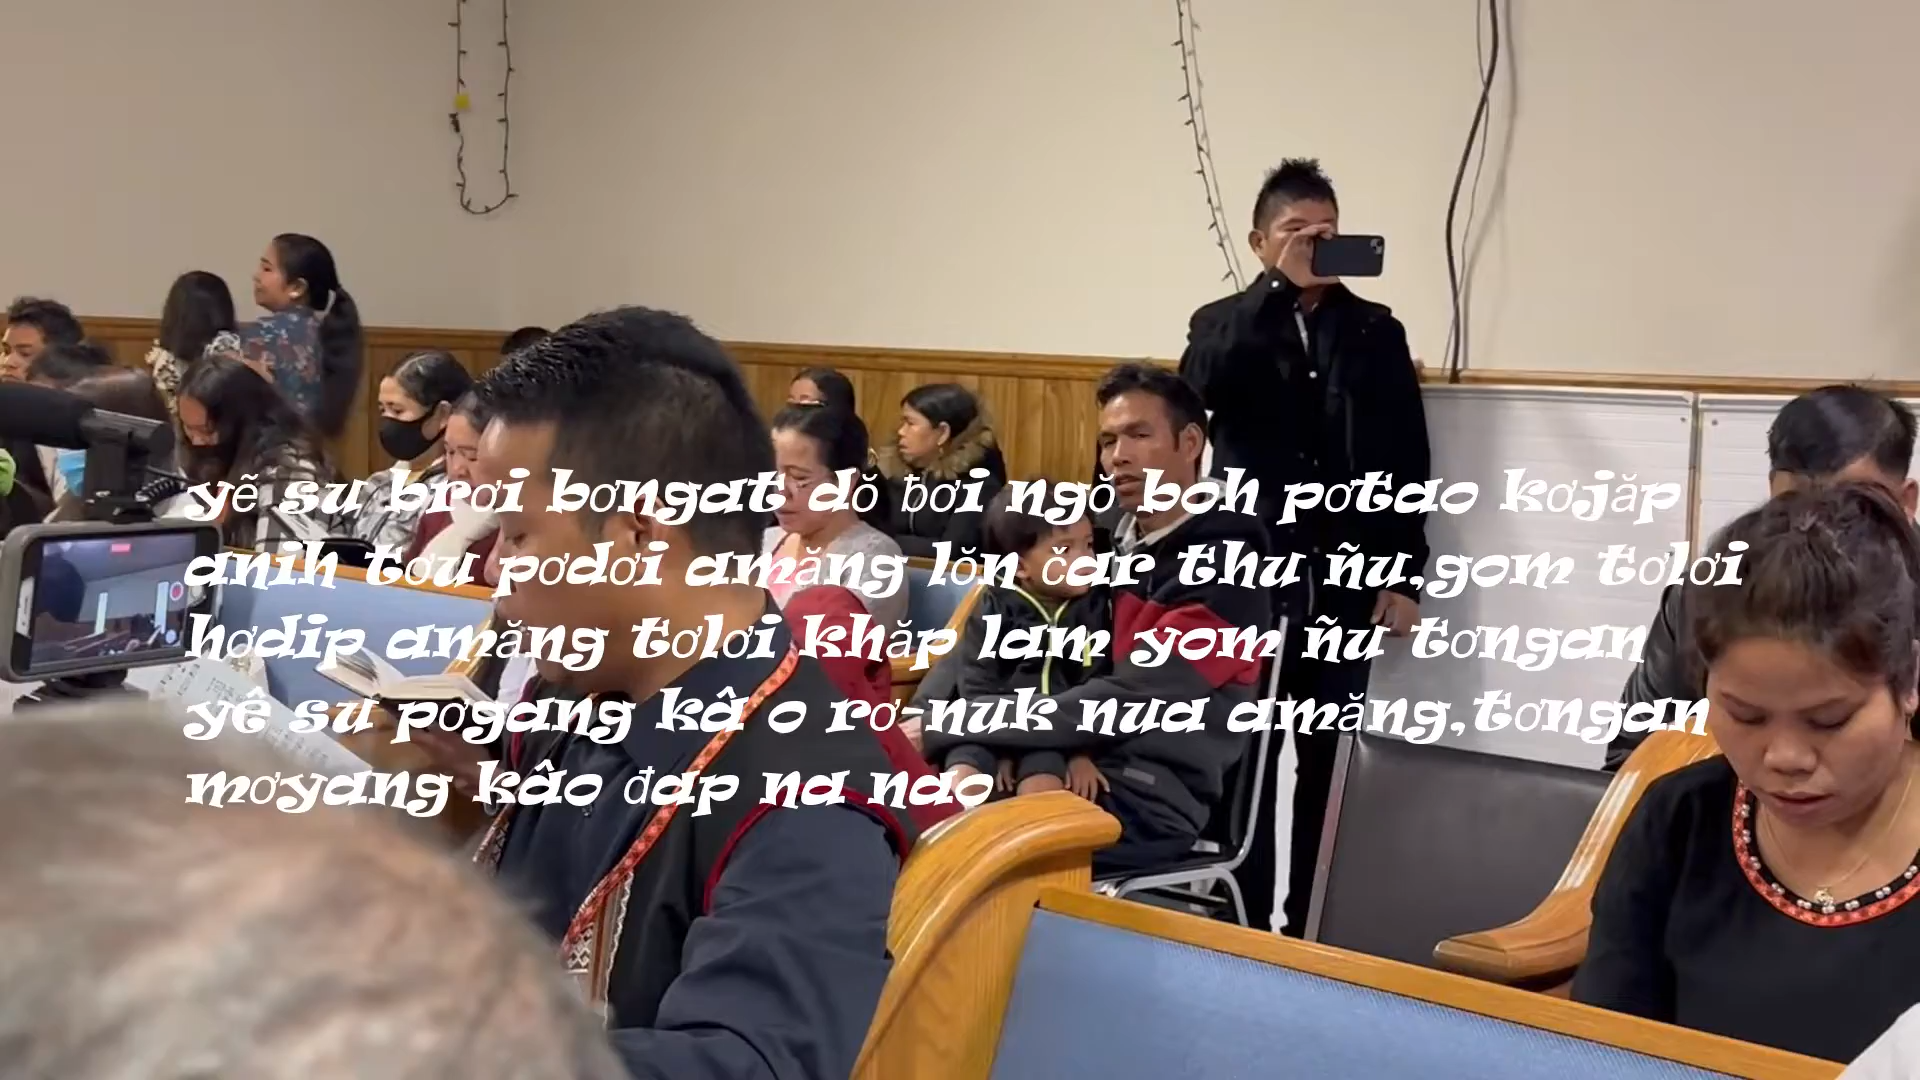 yẽ su brơi bơngat dŏ ƀơi ngŏ boh pơtao kơjăp
anih tơu pơdơi amăng lŏn čar thu ñu,gom tơlơi
hơdip amăng tơlơi khăp lam yom ñu tơngan
yê su pơgang kâ o rơ-nuk nua amăng,tơngan
mơyang kâo đap na nao